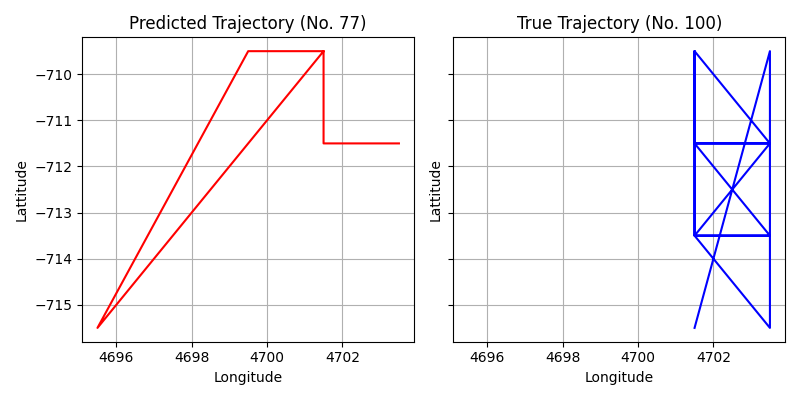 Predicted Trajectory (No. 77)
True Trajectory (No. 100)
−710
−711
−712
−713
−714
−715
Lattitude
Lattitude
4696
4698
4700
4702
4696
4698
4700
4702
Longitude
Longitude